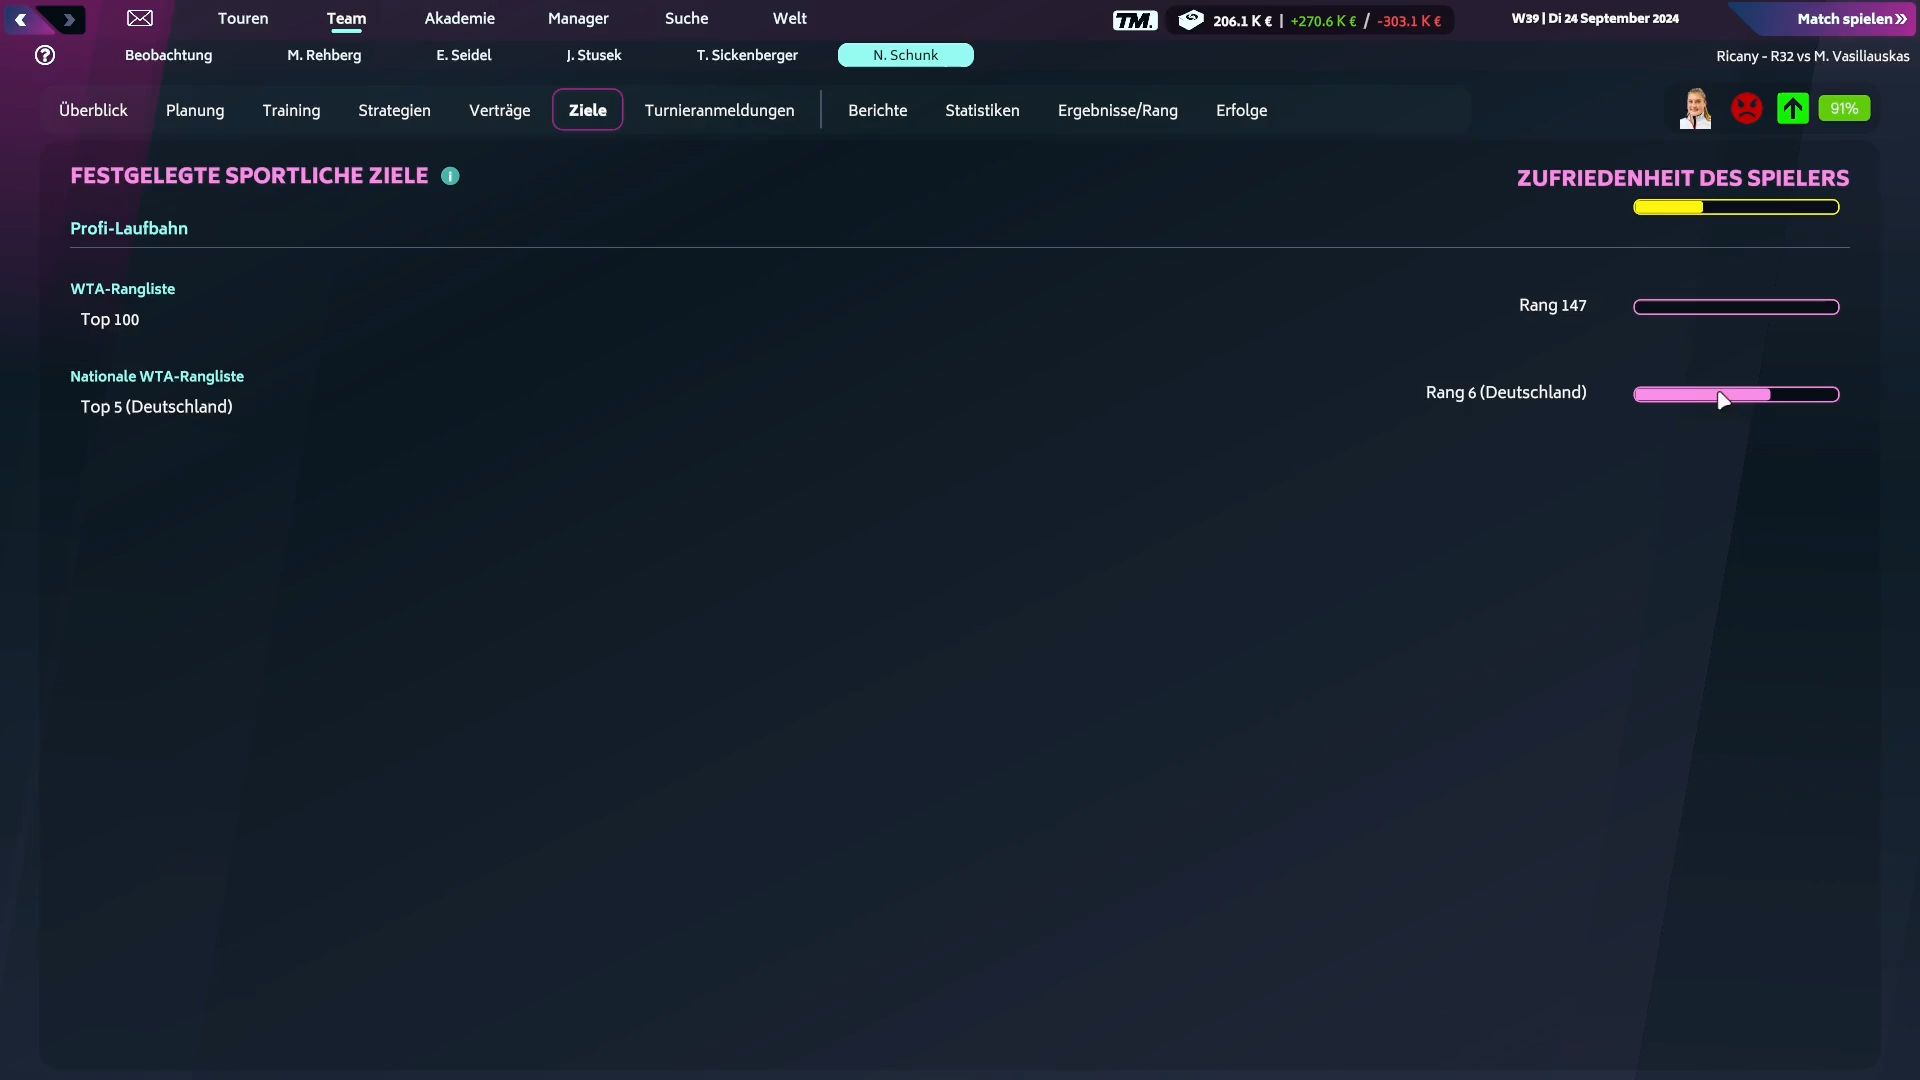 Touren Team Akademie Manager Suche Welt TM. 206.1 K € | +270.6 K € / -303.1 K € W39 | Di 24 September 2024 Match spielen
Beobachtung M. Rehberg E. Seidel J. Stusek T. Sickenberger N. Schunk Ricany - R32 vs M. Vasiliauskas
Überblick Planung Training Strategien Verträge Ziele Turnieranmeldungen Berichte Statistiken Ergebnisse/Rang Erfolge 91%
FESTGELEGTE SPORTLICHE ZIELE i ZUFRIEDENHEIT DES SPIELERS
Profi-Laufbahn
WTA-Rangliste
Top 100 Rang 147
Nationale WTA-Rangliste
Top 5 (Deutschland) Rang 6 (Deutschland)